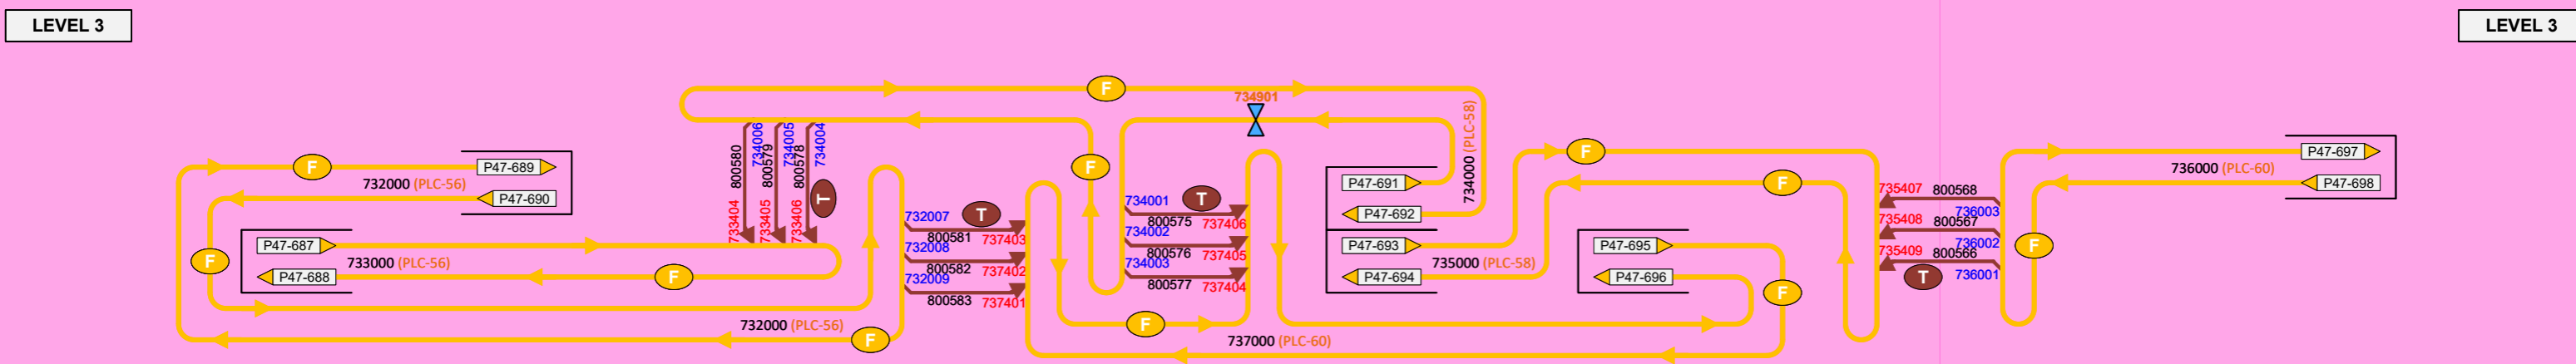 LEVEL 3
LEVEL 3
F
734901
734000 (PLC-58)
734006
734005
734004
800580
800579
800578
733404
733405
733406
T
F
P47-689
732000 (PLC-56)
P47-690
F
P47-687
733000 (PLC-56)
P47-688
F
F
732000 (PLC-56)
F
732007
T
800581
737403
732008
800582
737402
732009
800583
737401
F
734001
T
800575
737406
734002
800576
737405
734003
800577
737404
F
737000 (PLC-60)
P47-691
P47-692
P47-693
P47-694
735000 (PLC-58)
F
F
P47-695
P47-696
F
735407
800568
736003
735408
800567
736002
735409
800566
736001
T
F
P47-697
736000 (PLC-60)
P47-698